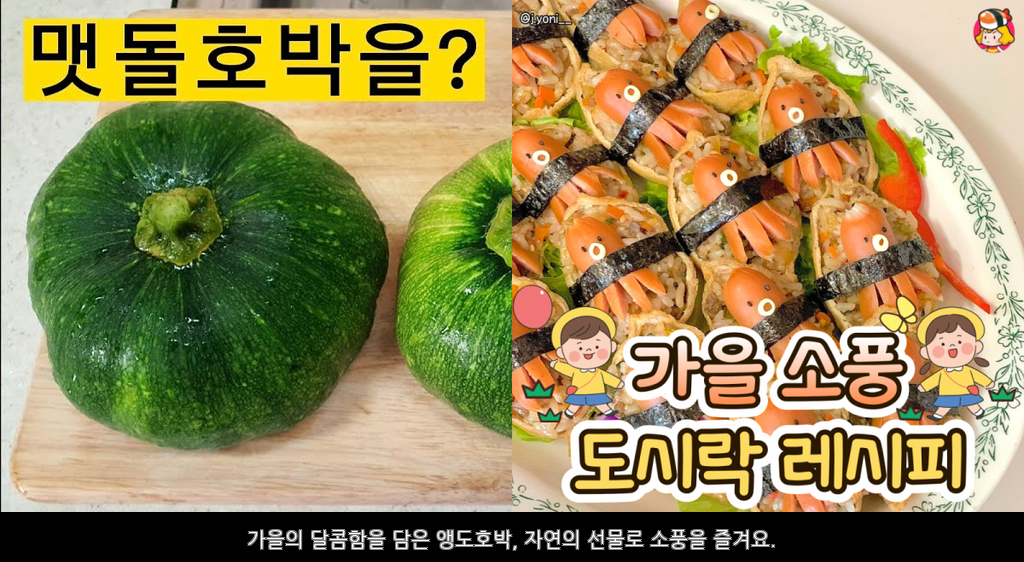 맷돌호박을?
@j.yoni__
가을 소풍
도시락 레시피
가을의 달콤함을 담은 앵도호박, 자연의 선물로 소풍을 즐겨요.